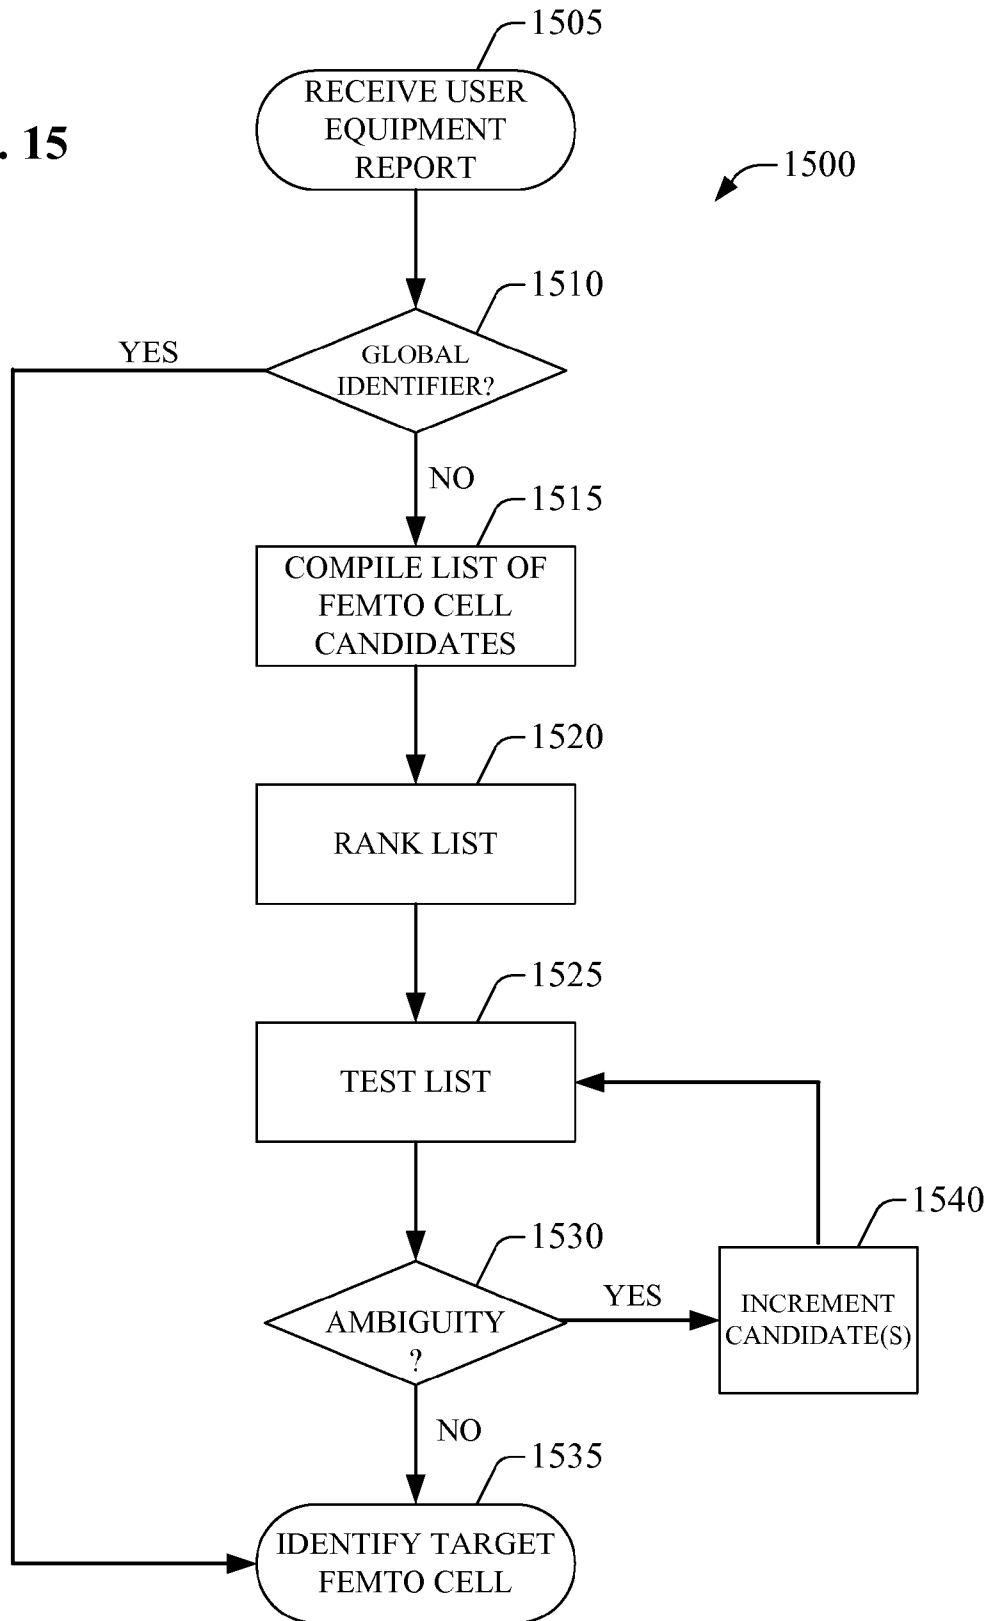 1505
RECEIVE USER
EQUIPMENT
REPORT
. 15
1500
1510
YES
GLOBAL
IDENTIFIER?
NO
1515
COMPILE LIST OF
FEMTO CELL
CANDIDATES
1520
RANK LIST
1525
TEST LIST
1540
1530
YES
INCREMENT
CANDIDATE(S)
AMBIGUITY
?
NO
1535
IDENTIFY TARGET
FEMTO CELL